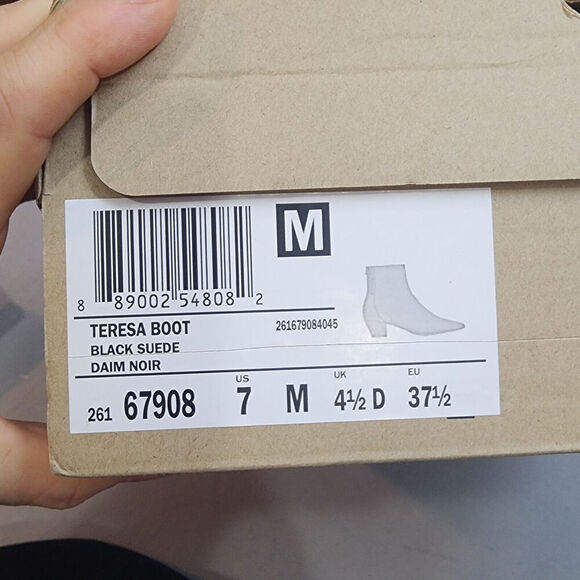 M
8 89002 54808 2
TERESA BOOT
261679084045
BLACK SUEDE
DAIM NOIR
US UK EU
261 67908 7 M 4½ D 37½